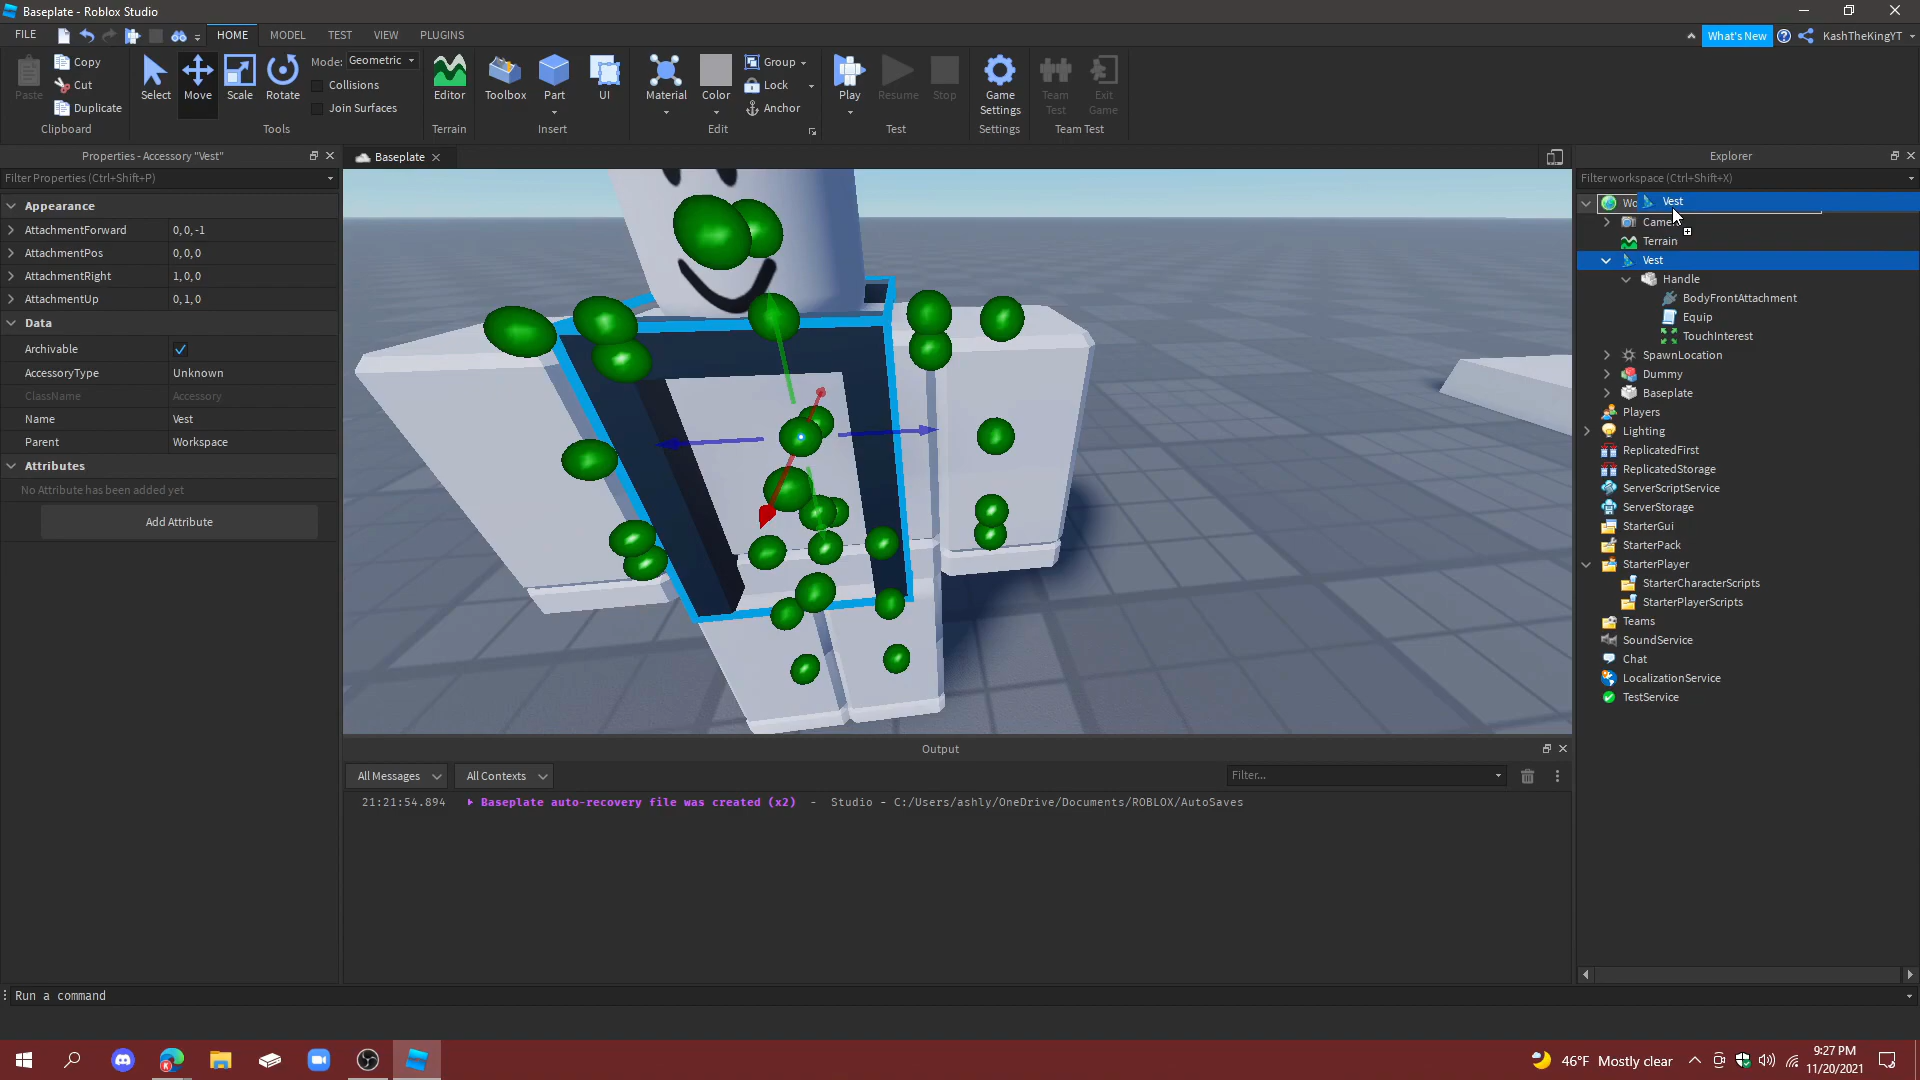 Baseplate - Roblox Studio
FILE HOME MODEL TEST VIEW PLUGINS What's New KashTheKingYT
Paste Copy Cut Duplicate Clipboard
Select Move Scale Rotate Mode: Geometric Collisions Join Surfaces Tools
Editor Terrain
Toolbox Part UI Insert
Material Color Group Lock Anchor Edit
Play Resume Stop Test
Game Settings Settings
Team Test Exit Game Team Test
Properties - Accessory "Vest"
Filter Properties (Ctrl+Shift+P)
Appearance
AttachmentForward 0, 0, -1
AttachmentPos 0, 0, 0
AttachmentRight 1, 0, 0
AttachmentUp 0, 1, 0
Data
Archivable
AccessoryType Unknown
ClassName Accessory
Name Vest
Parent Workspace
Attributes
No Attribute has been added yet
Add Attribute
Baseplate
Explorer
Filter workspace (Ctrl+Shift+X)
Wo Vest
Camer
Terrain
Vest
Handle
BodyFrontAttachment
Equip
TouchInterest
SpawnLocation
Dummy
Baseplate
Players
Lighting
ReplicatedFirst
ReplicatedStorage
ServerScriptService
ServerStorage
StarterGui
StarterPack
StarterPlayer
StarterCharacterScripts
StarterPlayerScripts
Teams
SoundService
Chat
LocalizationService
TestService
Output
All Messages All Contexts Filter...
21:21:54.894 Baseplate auto-recovery file was created (x2) - Studio - C:/Users/ashly/OneDrive/Documents/ROBLOX/AutoSaves
Run a command
46°F Mostly clear 9:27 PM
11/20/2021